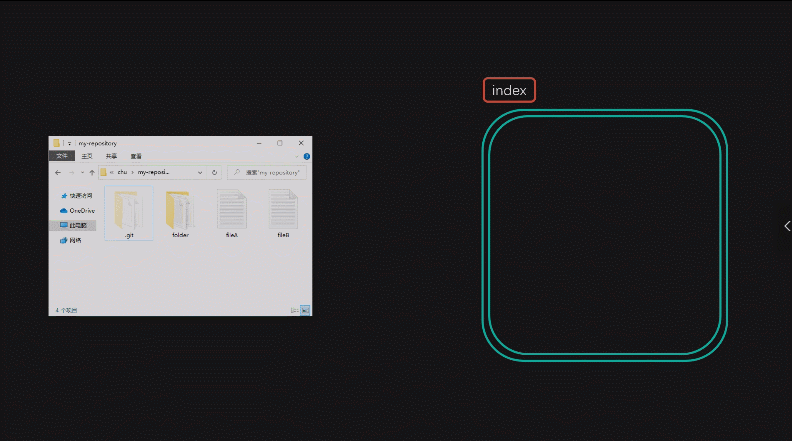 index
my-repository
文件 主页 共享 查看
« chu › my-reposi... 搜索"my-repository"
快速访问
OneDrive
此电脑
网络
.git folder fileA fileB
4 个项目